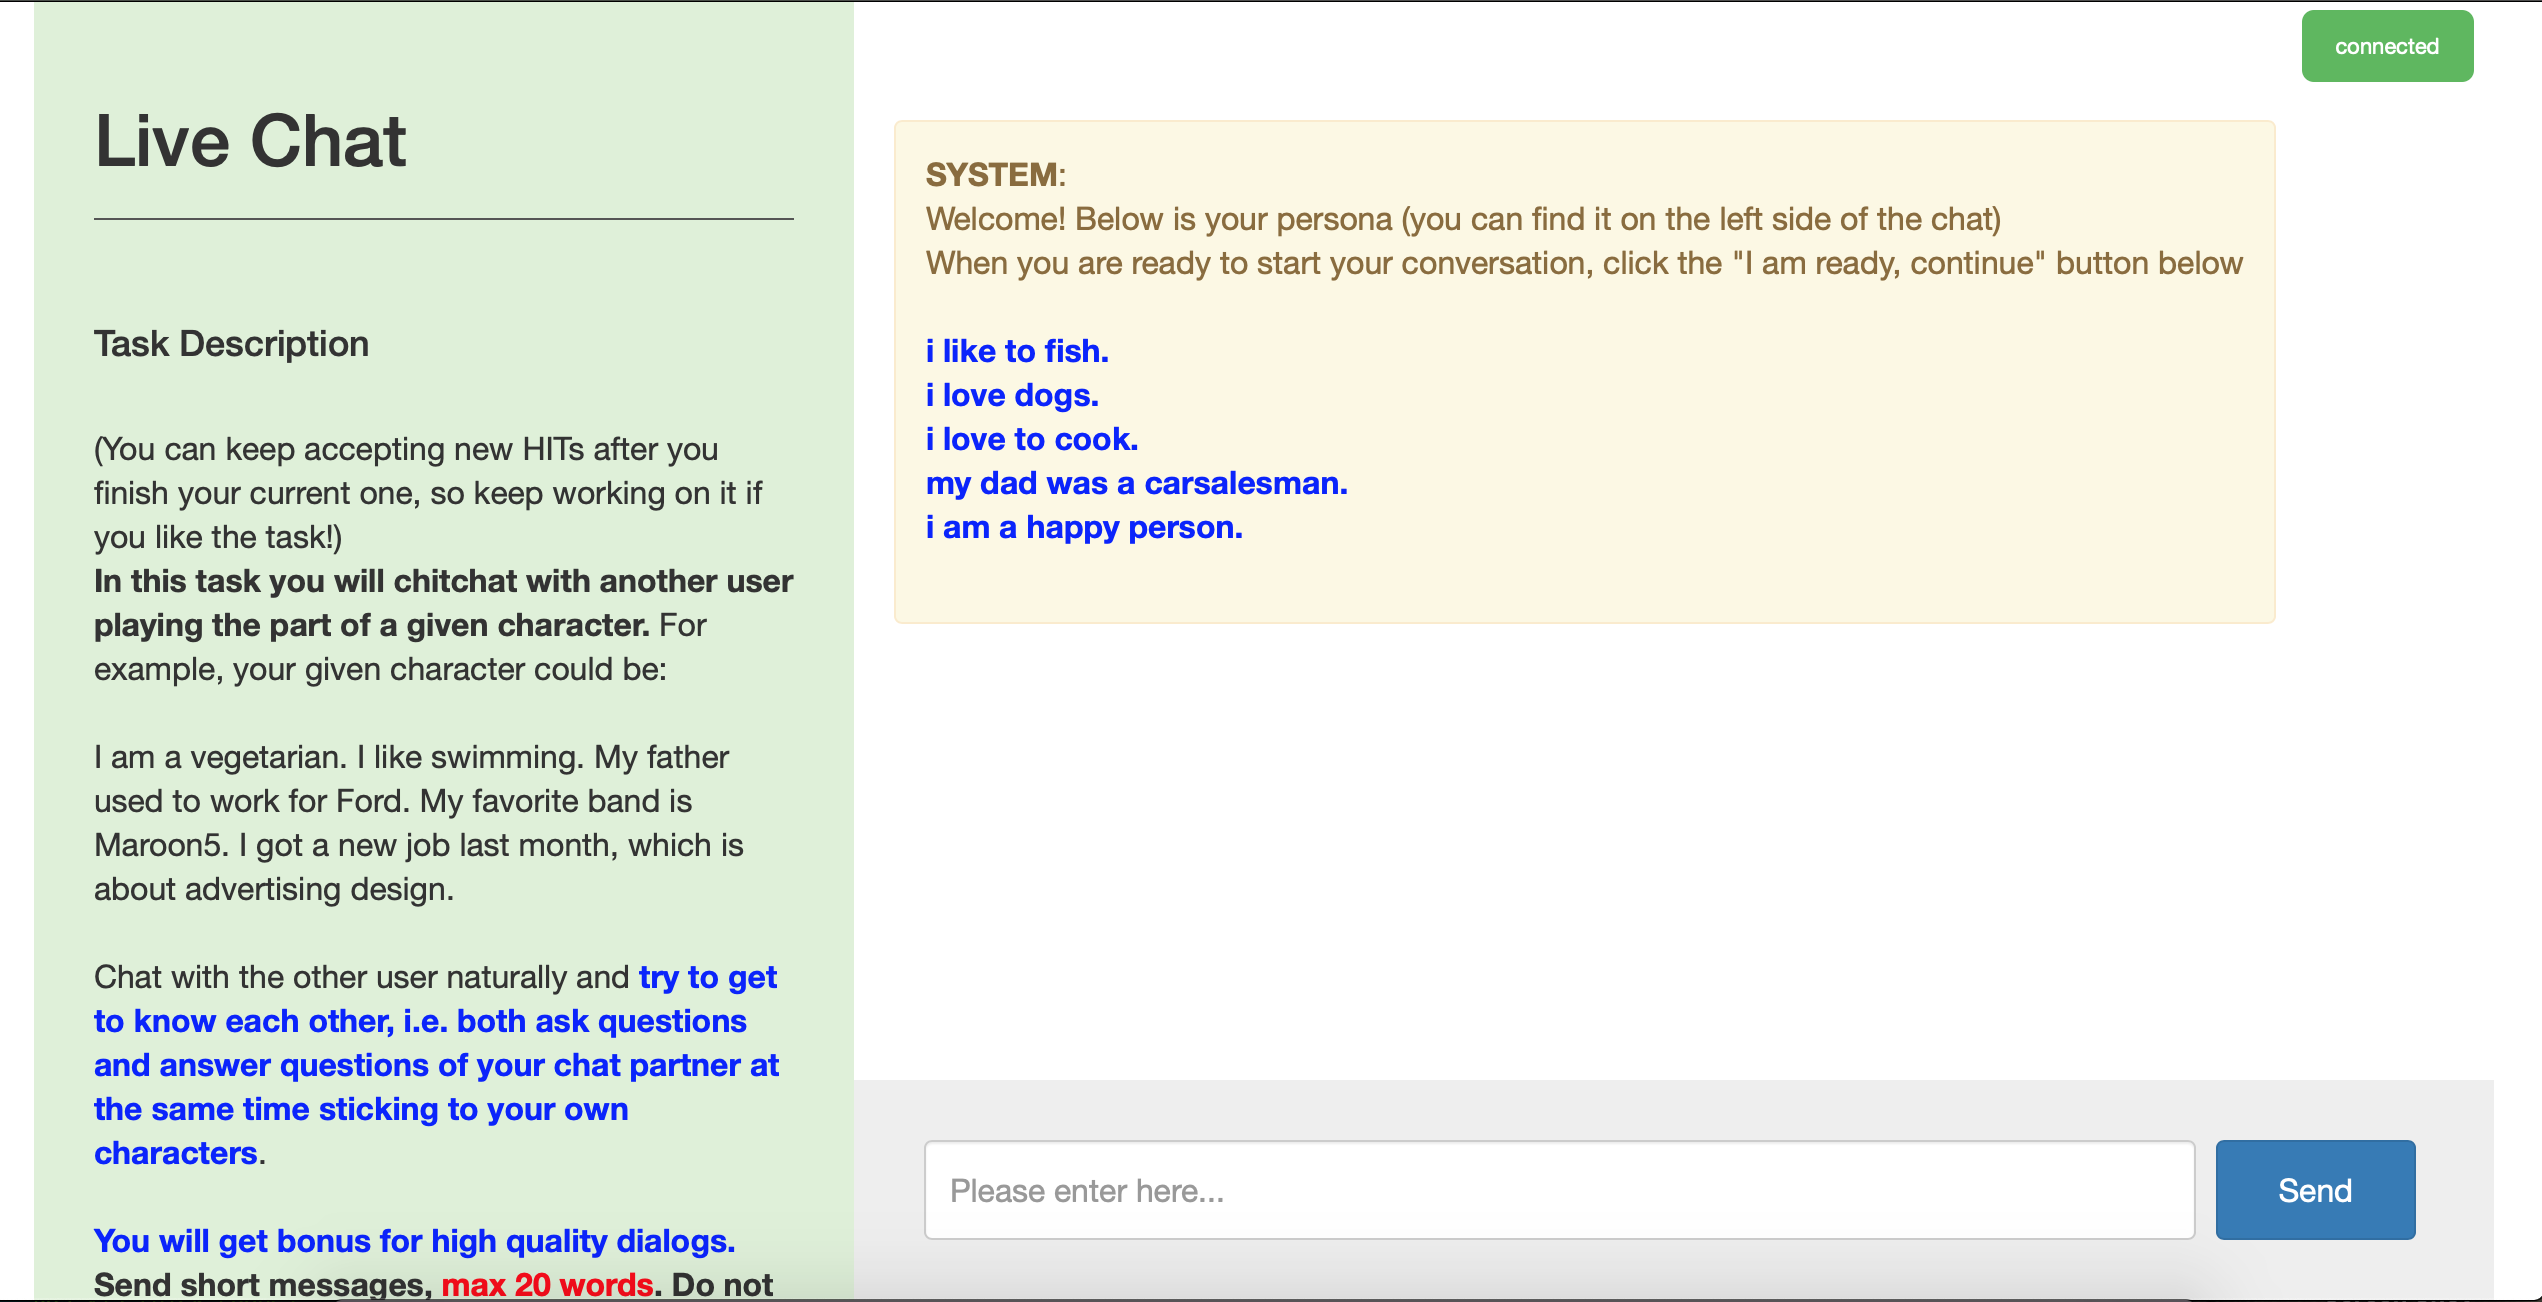 connected
Live Chat
Task Description
(You can keep accepting new HITs after you
finish your current one, so keep working on it if
you like the task!)
In this task you will chitchat with another user
playing the part of a given character. For
example, your given character could be:
I am a vegetarian. I like swimming. My father
used to work for Ford. My favorite band is
Maroon5. I got a new job last month, which is
about advertising design.
Chat with the other user naturally and try to get
to know each other, i.e. both ask questions
and answer questions of your chat partner at
the same time sticking to your own
characters.
You will get bonus for high quality dialogs.
Send short messages, max 20 words. Do not
SYSTEM:
Welcome! Below is your persona (you can find it on the left side of the chat)
When you are ready to start your conversation, click the "I am ready, continue" button below
i like to fish.
i love dogs.
i love to cook.
my dad was a carsalesman.
i am a happy person.
Please enter here...
Send